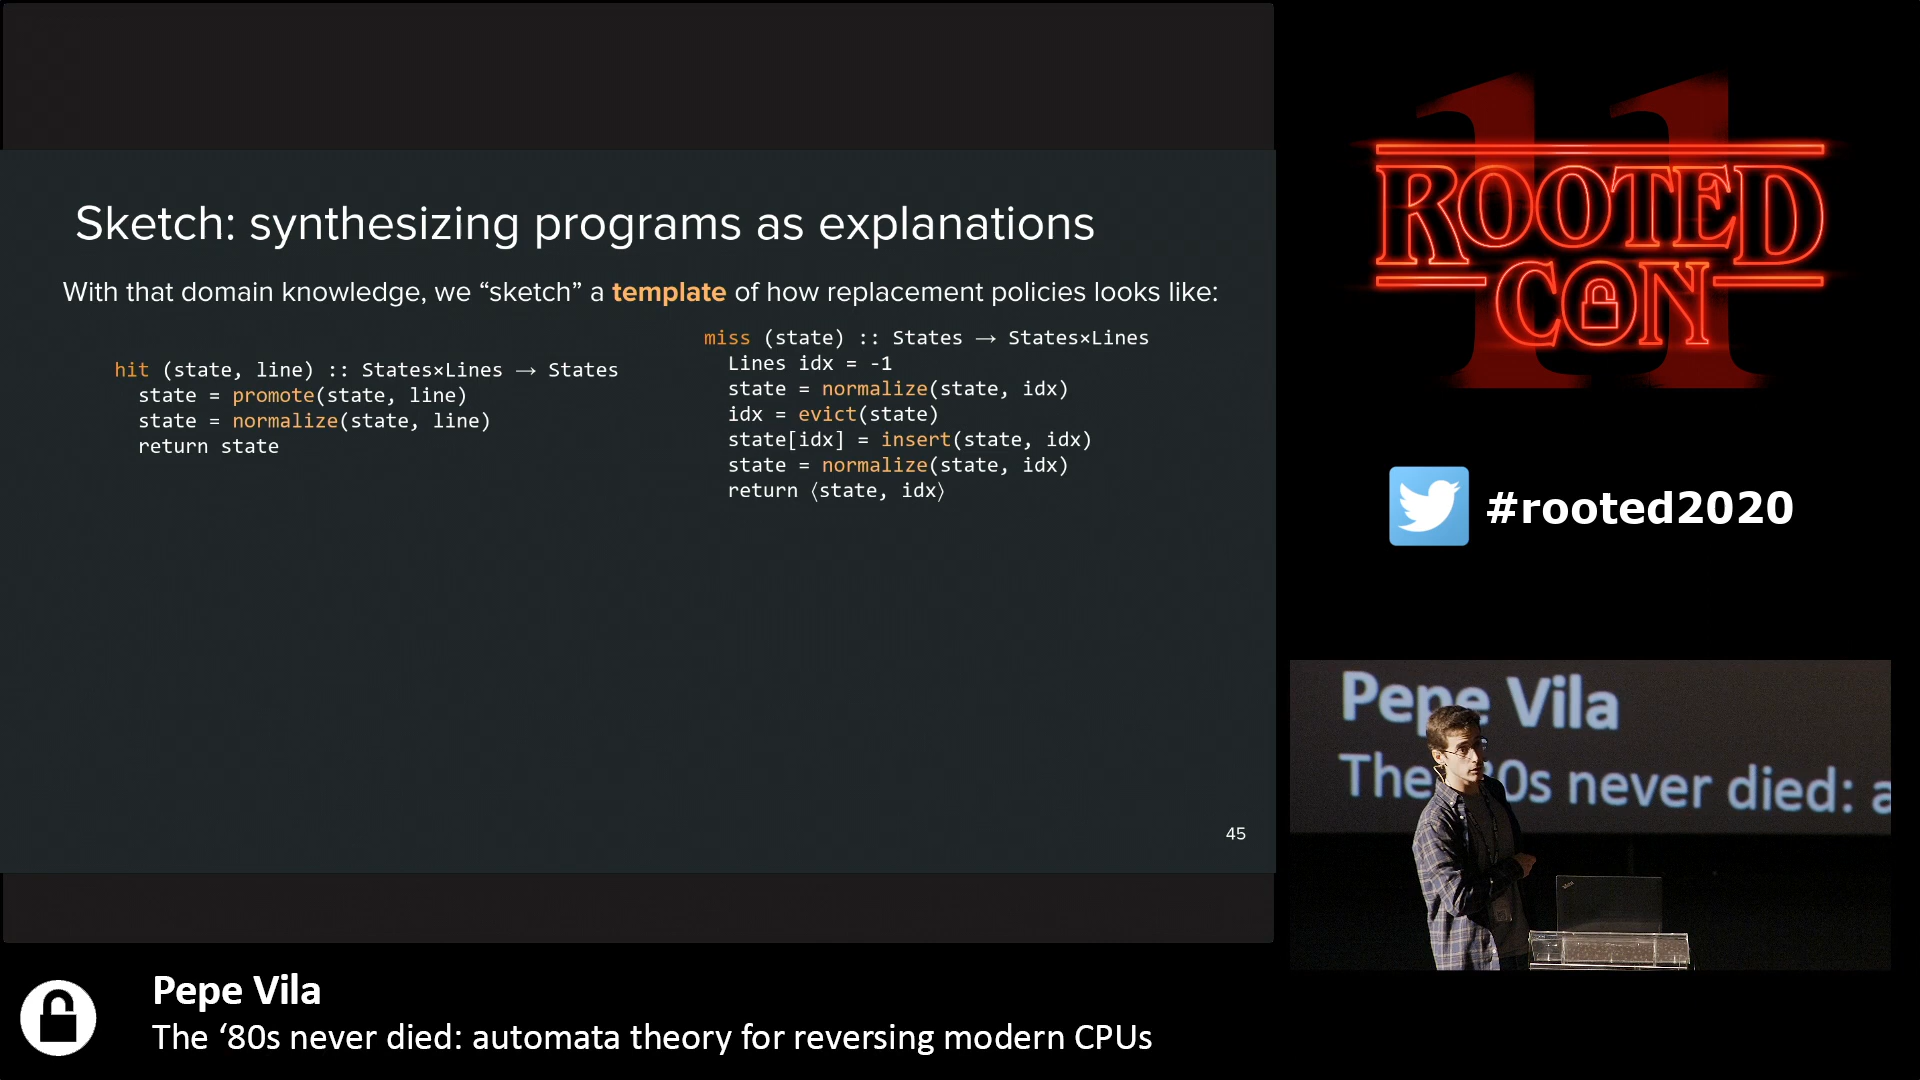 Sketch: synthesizing programs as explanations
With that domain knowledge, we “sketch” a template of how replacement policies looks like:
hit (state, line) :: States×Lines → States
state = promote(state, line)
state = normalize(state, line)
return state
miss (state) :: States → States×Lines
Lines idx = -1
state = normalize(state, idx)
idx = evict(state)
state[idx] = insert(state, idx)
state = normalize(state, idx)
return ⟨state, idx⟩
45
11
ROOTED
CON
#rooted2020
Pepe Vila
The '80s never died: a
Pepe Vila
The ‘80s never died: automata theory for reversing modern CPUs